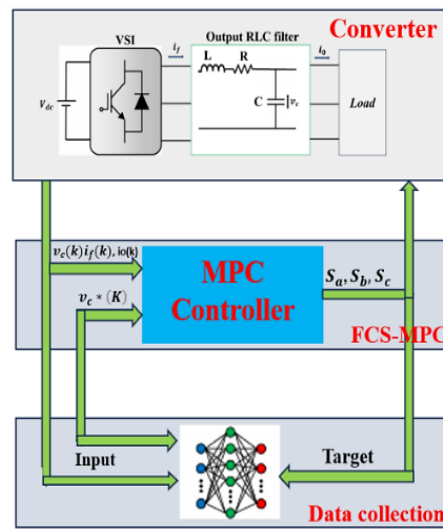 Converter
VSI
i_f
Output RLC filter
i_0
L
R
V_dc
C
v_c
Load
v_c(k)i_f(k), io(k)
MPC
Controller
S_a, S_b, S_c
v_c * (K)
FCS-MPC
Input
Target
Data collection